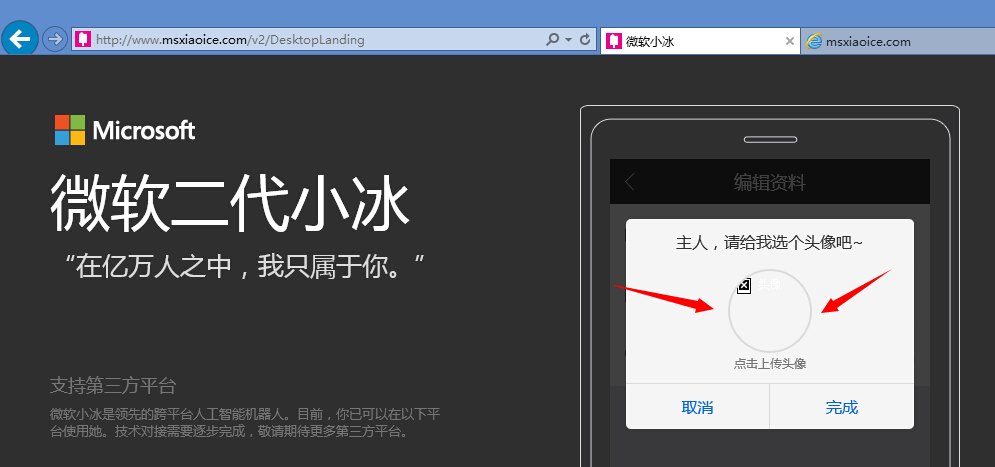 http://www.msxiaoice.com/v2/DesktopLanding
微软小冰
msxiaoice.com
Microsoft
微软二代小冰
“在亿万人之中，我只属于你。”
支持第三方平台
微软小冰是领先的跨平台人工智能机器人。目前，你已可以在以下平
台使用她。技术对接需要逐步完成，敬请期待更多第三方平台。
编辑资料
主人，请给我选个头像吧~
头像
点击上传头像
取消
完成